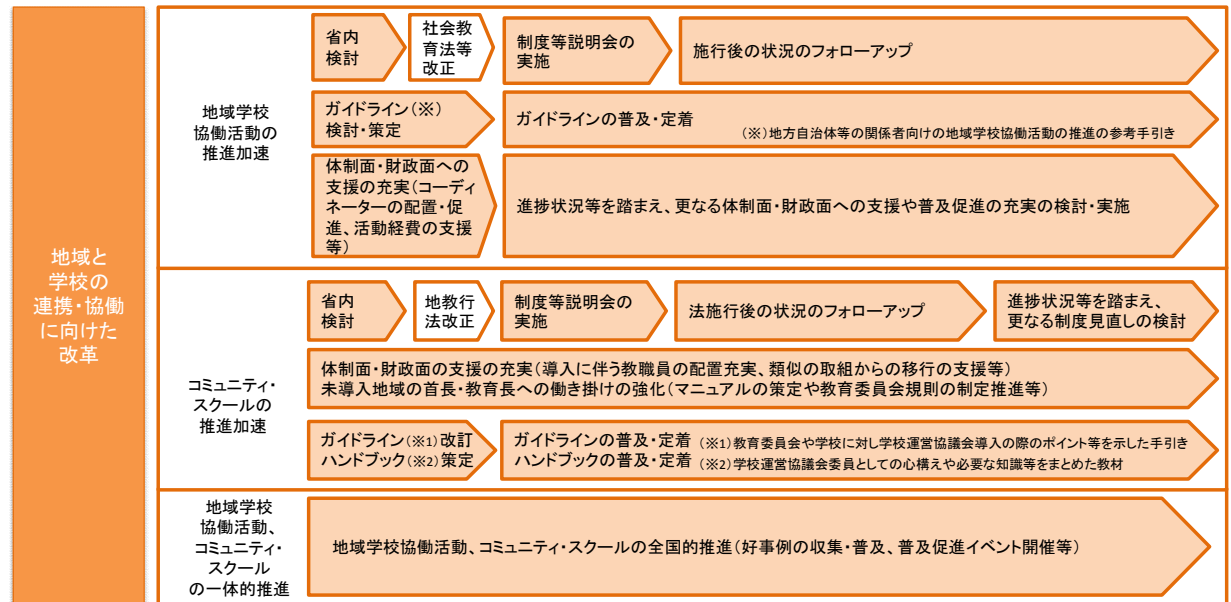 地域と
学校の
連携・協働
に向けた
改革
地域学校
協働活動の
推進加速
省内
検討
社会教
育法等
改正
制度等説明会の
実施
施行後の状況のフォローアップ
ガイドライン(※)
検討・策定
ガイドラインの普及・定着
(※)地方自治体等の関係者向けの地域学校協働活動の推進の参考手引き
体制面・財政面への
支援の充実(コーディ
ネーターの配置・促
進、活動経費の支援
等)
進捗状況等を踏まえ、更なる体制面・財政面への支援や普及促進の充実の検討・実施
コミュニティ・
スクールの
推進加速
省内
検討
地教行
法改正
制度等説明会の
実施
法施行後の状況のフォローアップ
進捗状況等を踏まえ、
更なる制度見直しの検討
体制面・財政面の支援の充実(導入に伴う教職員の配置充実、類似の取組からの移行の支援等)
未導入地域の首長・教育長への働き掛けの強化(マニュアルの策定や教育委員会規則の制定推進等)
ガイドライン(※1)改訂
ハンドブック(※2)策定
ガイドラインの普及・定着 (※1)教育委員会や学校に対し学校運営協議会導入の際のポイント等を示した手引き
ハンドブックの普及・定着 (※2)学校運営協議会委員としての心構えや必要な知識等をまとめた教材
地域学校
協働活動、
コミュニティ・
スクール
の一体的推進
地域学校協働活動、コミュニティ・スクールの全国的推進(好事例の収集・普及、普及促進イベント開催等)